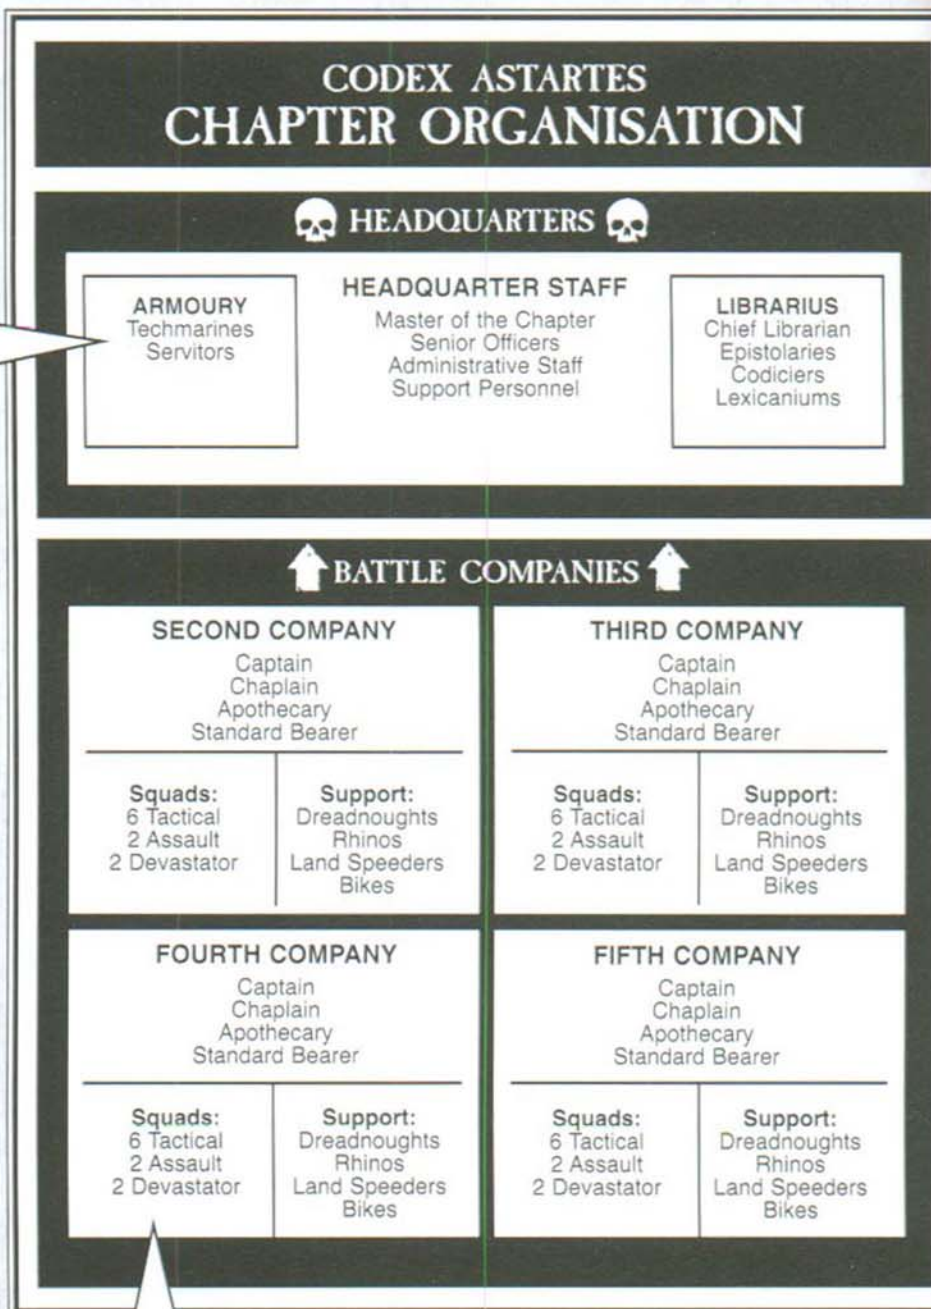 CODEX ASTARTES
CHAPTER ORGANISATION
HEADQUARTERS
ARMOURY
Techmarines
Servitors
HEADQUARTER STAFF
Master of the Chapter
Senior Officers
Administrative Staff
Support Personnel
LIBRARIUS
Chief Librarian
Epistolaries
Codiciers
Lexicaniums
BATTLE COMPANIES
SECOND COMPANY
Captain
Chaplain
Apothecary
Standard Bearer
Squads:
6 Tactical
2 Assault
2 Devastator
Support:
Dreadnoughts
Rhinos
Land Speeders
Bikes
THIRD COMPANY
Captain
Chaplain
Apothecary
Standard Bearer
Squads:
6 Tactical
2 Assault
2 Devastator
Support:
Dreadnoughts
Rhinos
Land Speeders
Bikes
FOURTH COMPANY
Captain
Chaplain
Apothecary
Standard Bearer
Squads:
6 Tactical
2 Assault
2 Devastator
Support:
Dreadnoughts
Rhinos
Land Speeders
Bikes
FIFTH COMPANY
Captain
Chaplain
Apothecary
Standard Bearer
Squads:
6 Tactical
2 Assault
2 Devastator
Support:
Dreadnoughts
Rhinos
Land Speeders
Bikes